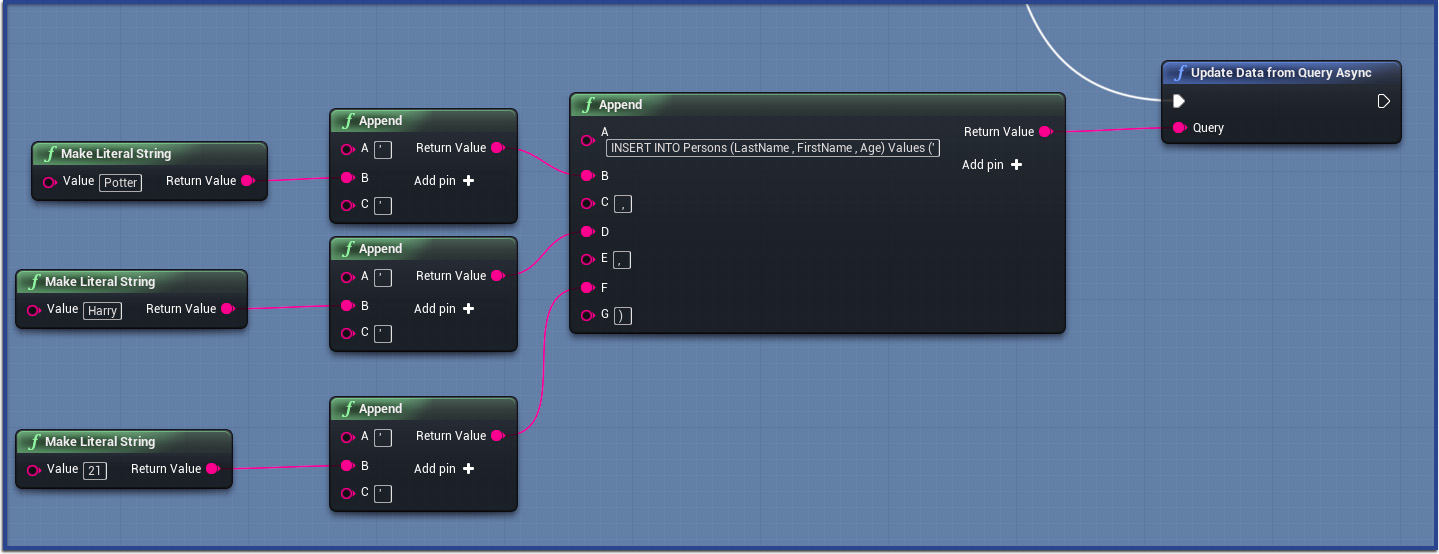 Update Data from Query Async
Query
Append
A
INSERT INTO Persons (LastName , FirstName , Age) Values ('
Return Value
Add pin
B
C ,
D
E ,
F
G )
Append
A '
Return Value
B
Add pin
C '
Make Literal String
Value Potter Return Value
Append
A '
Return Value
B
Add pin
C '
Make Literal String
Value Harry Return Value
Append
A '
Return Value
B
Add pin
C '
Make Literal String
Value 21 Return Value